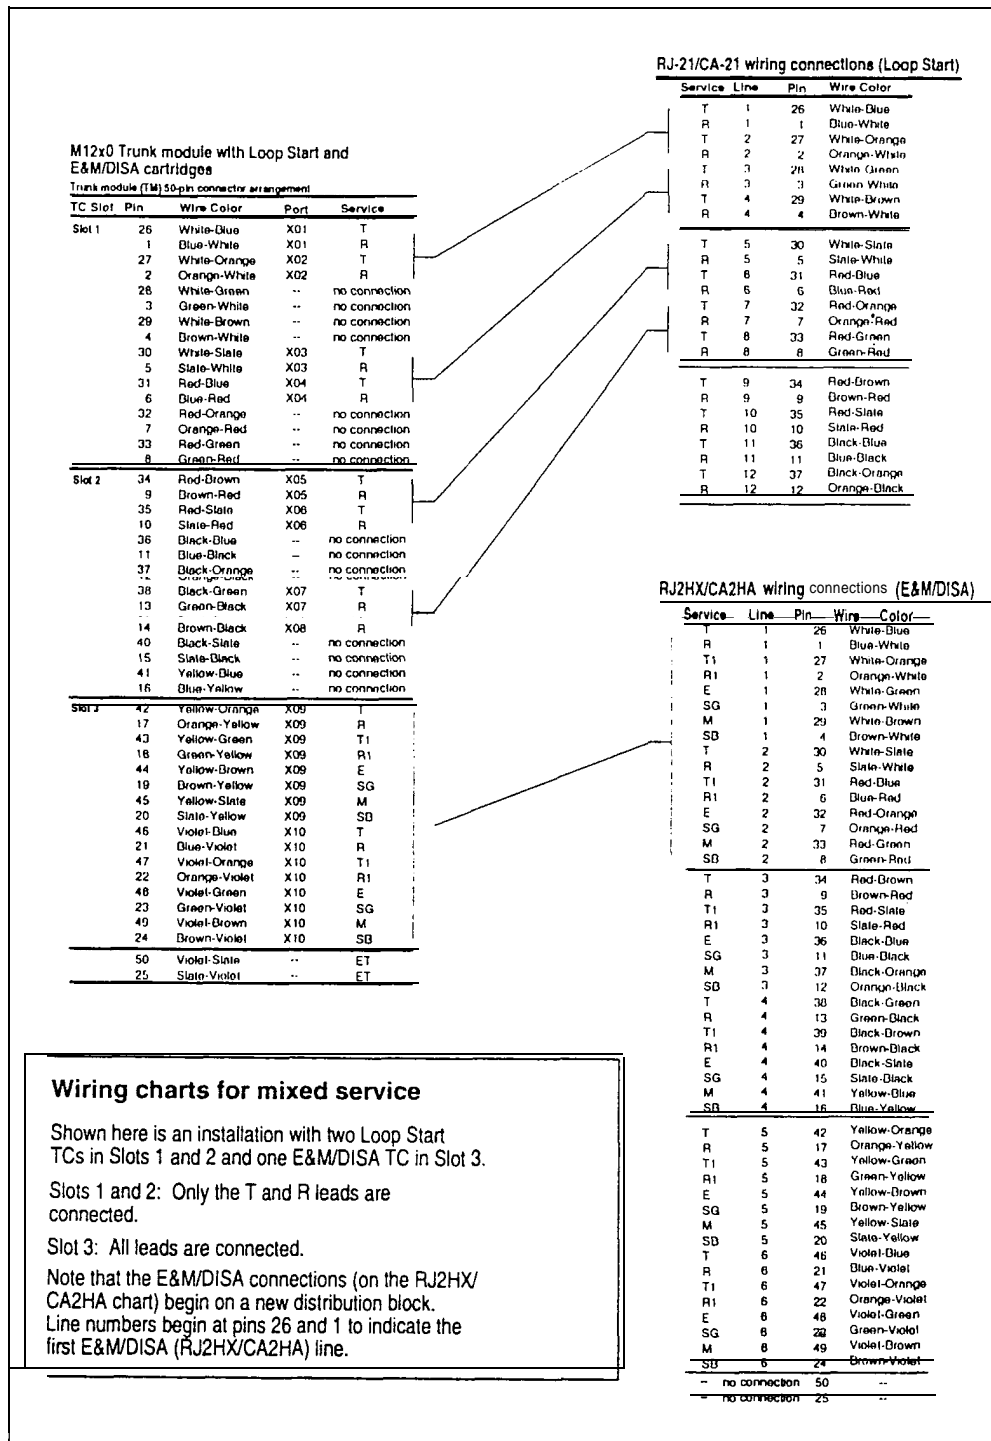 RJ-21/CA-21 wiring connections (Loop Start)
Service Line Pin Wire Color
T 1 26 White-Blue
R 1 1 Blue-White
T 2 27 White-Orange
R 2 2 Orange-White
T 3 28 White Green
R 3 3 Green White
T 4 29 White-Brown
R 4 4 Brown-White
T 5 30 White-Slate
R 5 5 Slate-White
T 6 31 Red-Blue
R 6 6 Blue-Red
T 7 32 Red-Orange
R 7 7 Orange-Red
T 8 33 Red-Green
R 8 8 Green-Red
T 9 34 Red-Brown
R 9 9 Brown-Red
T 10 35 Red-Slate
R 10 10 Slate-Red
T 11 36 Black-Blue
R 11 11 Blue-Black
T 12 37 Black-Orange
R 12 12 Orange-Black
M12x0 Trunk module with Loop Start and
E&M/DISA cartridges
Trunk module (TM) 50-pin connector arrangement
TC Slot Pin Wire Color Port Service
Slot 1 26 White-Blue X01 T
1 Blue-White X01 R
27 White-Orange X02 T
2 Orange-White X02 R
28 White-Green -- no connection
3 Green-White -- no connection
29 White-Brown -- no connection
4 Brown-White -- no connection
30 White-Slate X03 T
5 Slate-White X03 R
31 Red-Blue X04 T
6 Blue-Red X04 R
32 Red-Orange -- no connection
7 Orange-Red -- no connection
33 Red-Green -- no connection
8 Green-Red -- no connection
Slot 2 34 Red-Brown X05 T
9 Brown-Red X05 R
35 Red-Slate X06 T
10 Slate-Red X06 R
36 Black-Blue -- no connection
11 Blue-Black -- no connection
37 Black-Orange -- no connection
12 Orange-Black -- no connection
38 Black-Green X07 T
13 Green-Black X07 R
14 Brown-Black X08 R
40 Black-Slate -- no connection
15 Slate-Black -- no connection
41 Yellow-Blue -- no connection
16 Blue-Yellow -- no connection
Slot 3 42 Yellow-Orange X09 T
17 Orange-Yellow X09 R
43 Yellow-Green X09 T1
18 Green-Yellow X09 R1
44 Yellow-Brown X09 E
19 Brown-Yellow X09 SG
45 Yellow-Slate X09 M
20 Slate-Yellow X09 SB
46 Violet-Blue X10 T
21 Blue-Violet X10 R
47 Violet-Orange X10 T1
22 Orange-Violet X10 R1
48 Violet-Green X10 E
23 Green-Violet X10 SG
49 Violet-Brown X10 M
24 Brown-Violet X10 SB
50 Violet-Slate -- ET
25 Slate-Violet -- ET
RJ2HX/CA2HA wiring connections (E&M/DISA)
Service Line Pin Wire Color
T 1 26 White-Blue
R 1 1 Blue-White
T1 1 27 White-Orange
R1 1 2 Orange-White
E 1 28 White-Green
SG 1 3 Green-White
M 1 29 White-Brown
SB 1 4 Brown-White
T 2 30 White-Slate
R 2 5 Slate-White
T1 2 31 Red-Blue
R1 2 6 Blue-Red
E 2 32 Red-Orange
SG 2 7 Orange-Red
M 2 33 Red-Green
SB 2 8 Green-Red
T 3 34 Red-Brown
R 3 9 Brown-Red
T1 3 35 Red-Slate
R1 3 10 Slate-Red
E 3 36 Black-Blue
SG 3 11 Blue-Black
M 3 37 Black-Orange
SB 3 12 Orange-Black
T 4 38 Black-Green
R 4 13 Green-Black
T1 4 39 Black-Brown
R1 4 14 Brown-Black
E 4 40 Black-Slate
SG 4 15 Slate-Black
M 4 41 Yellow-Blue
SB 4 16 Blue-Yellow
T 5 42 Yellow-Orange
R 5 17 Orange-Yellow
T1 5 43 Yellow-Green
R1 5 18 Green-Yellow
E 5 44 Yellow-Brown
SG 5 19 Brown-Yellow
M 5 45 Yellow-Slate
SB 5 20 Slate-Yellow
T 6 46 Violet-Blue
R 6 21 Blue-Violet
T1 6 47 Violet-Orange
R1 6 22 Orange-Violet
E 6 48 Violet-Green
SG 6 Green-Violet
M 6 49 Violet-Brown
SB 6 24 Brown-Violet
-- no connection 50 --
-- no connection 25 --
Wiring charts for mixed service
Shown here is an installation with two Loop Start
TCs in Slots 1 and 2 and one E&M/DISA TC in Slot 3.
Slots 1 and 2: Only the T and R leads are
connected.
Slot 3: All leads are connected.
Note that the E&M/DISA connections (on the RJ2HX/
CA2HA chart) begin on a new distribution block.
Line numbers begin at pins 26 and 1 to indicate the
first E&M/DISA (RJ2HX/CA2HA) line.